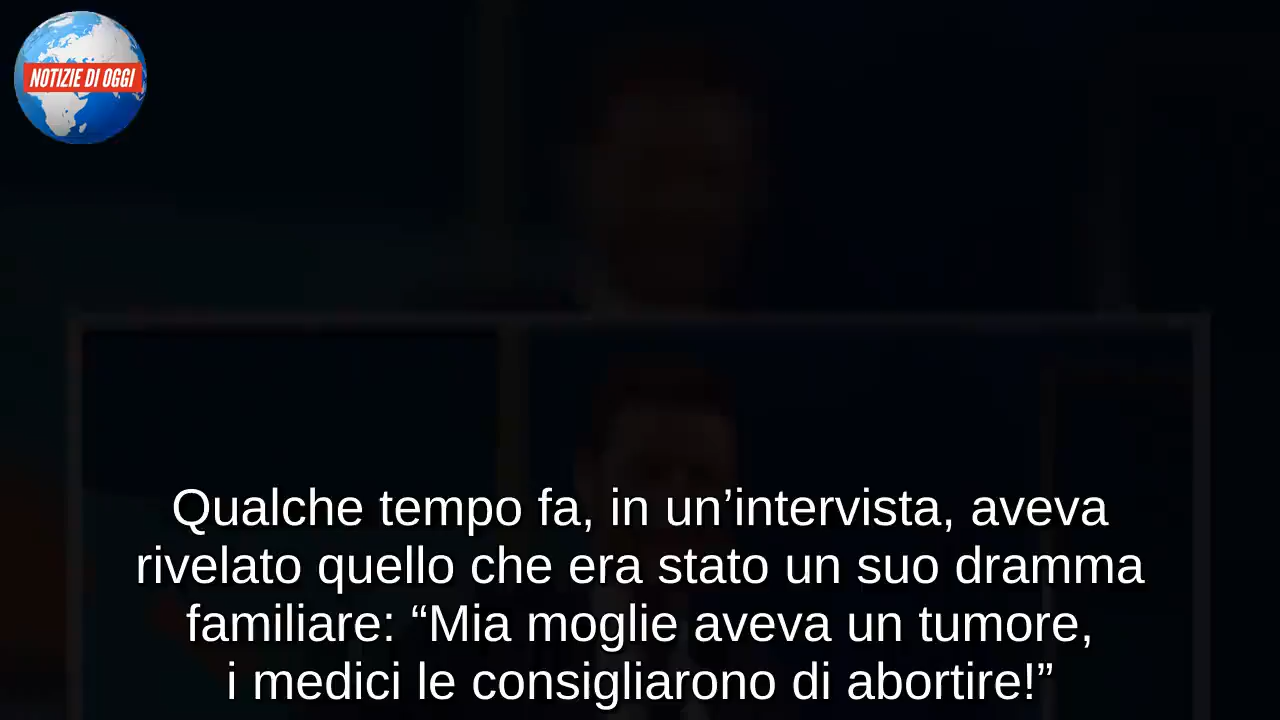 NOTIZIE DI OGGI
Qualche tempo fa, in un’intervista, aveva
rivelato quello che era stato un suo dramma
familiare: “Mia moglie aveva un tumore,
i medici le consigliarono di abortire!”